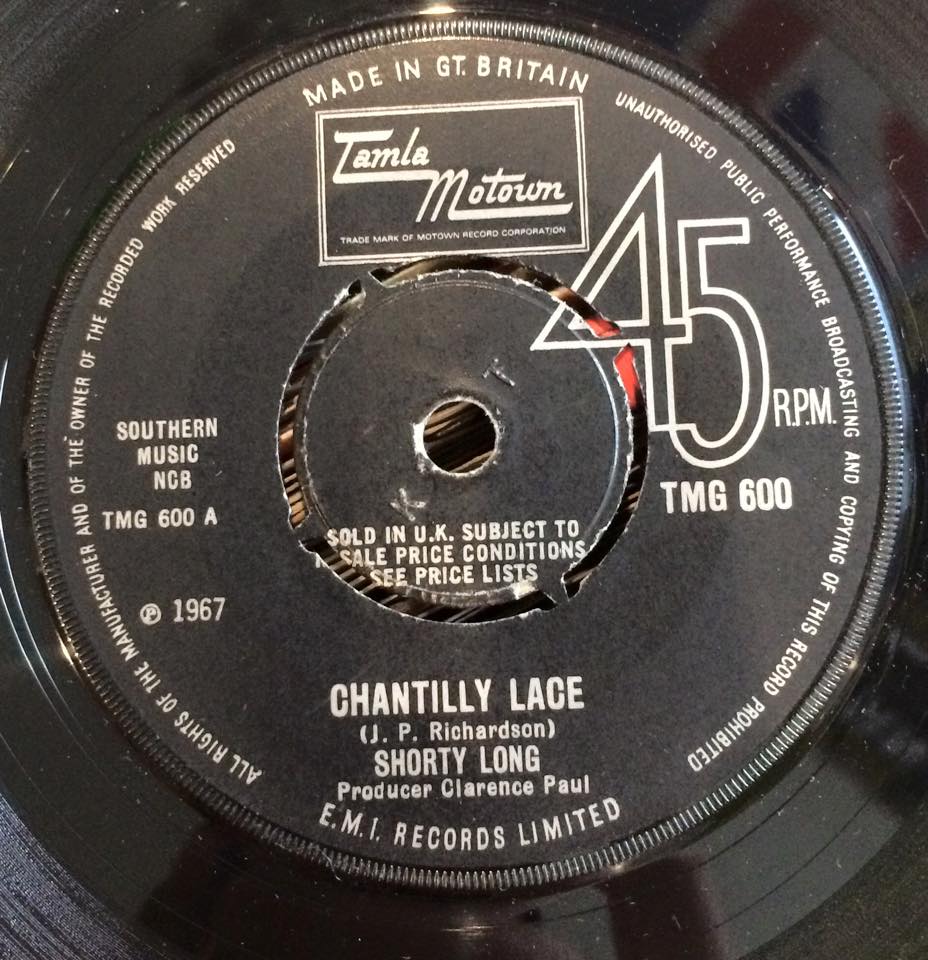 MADE IN GT. BRITAIN
UNAUTHORISED PUBLIC PERFORMANCE BROADCASTING AND COPYING OF THIS RECORD PROHIBITED
ALL RIGHTS OF THE MANUFACTURER AND OF THE OWNER OF THE RECORDED WORK RESERVED
Tamla
Motown
TRADE MARK OF MOTOWN RECORD CORPORATION
45
R.P.M.
TMG 600
SOUTHERN
MUSIC
NCB
TMG 600 A
℗ 1967
T
K
SOLD IN U.K. SUBJECT TO
SALE PRICE CONDITIONS
SEE PRICE LISTS
CHANTILLY LACE
(J. P. Richardson)
SHORTY LONG
Producer Clarence Paul
E.M.I. RECORDS LIMITED